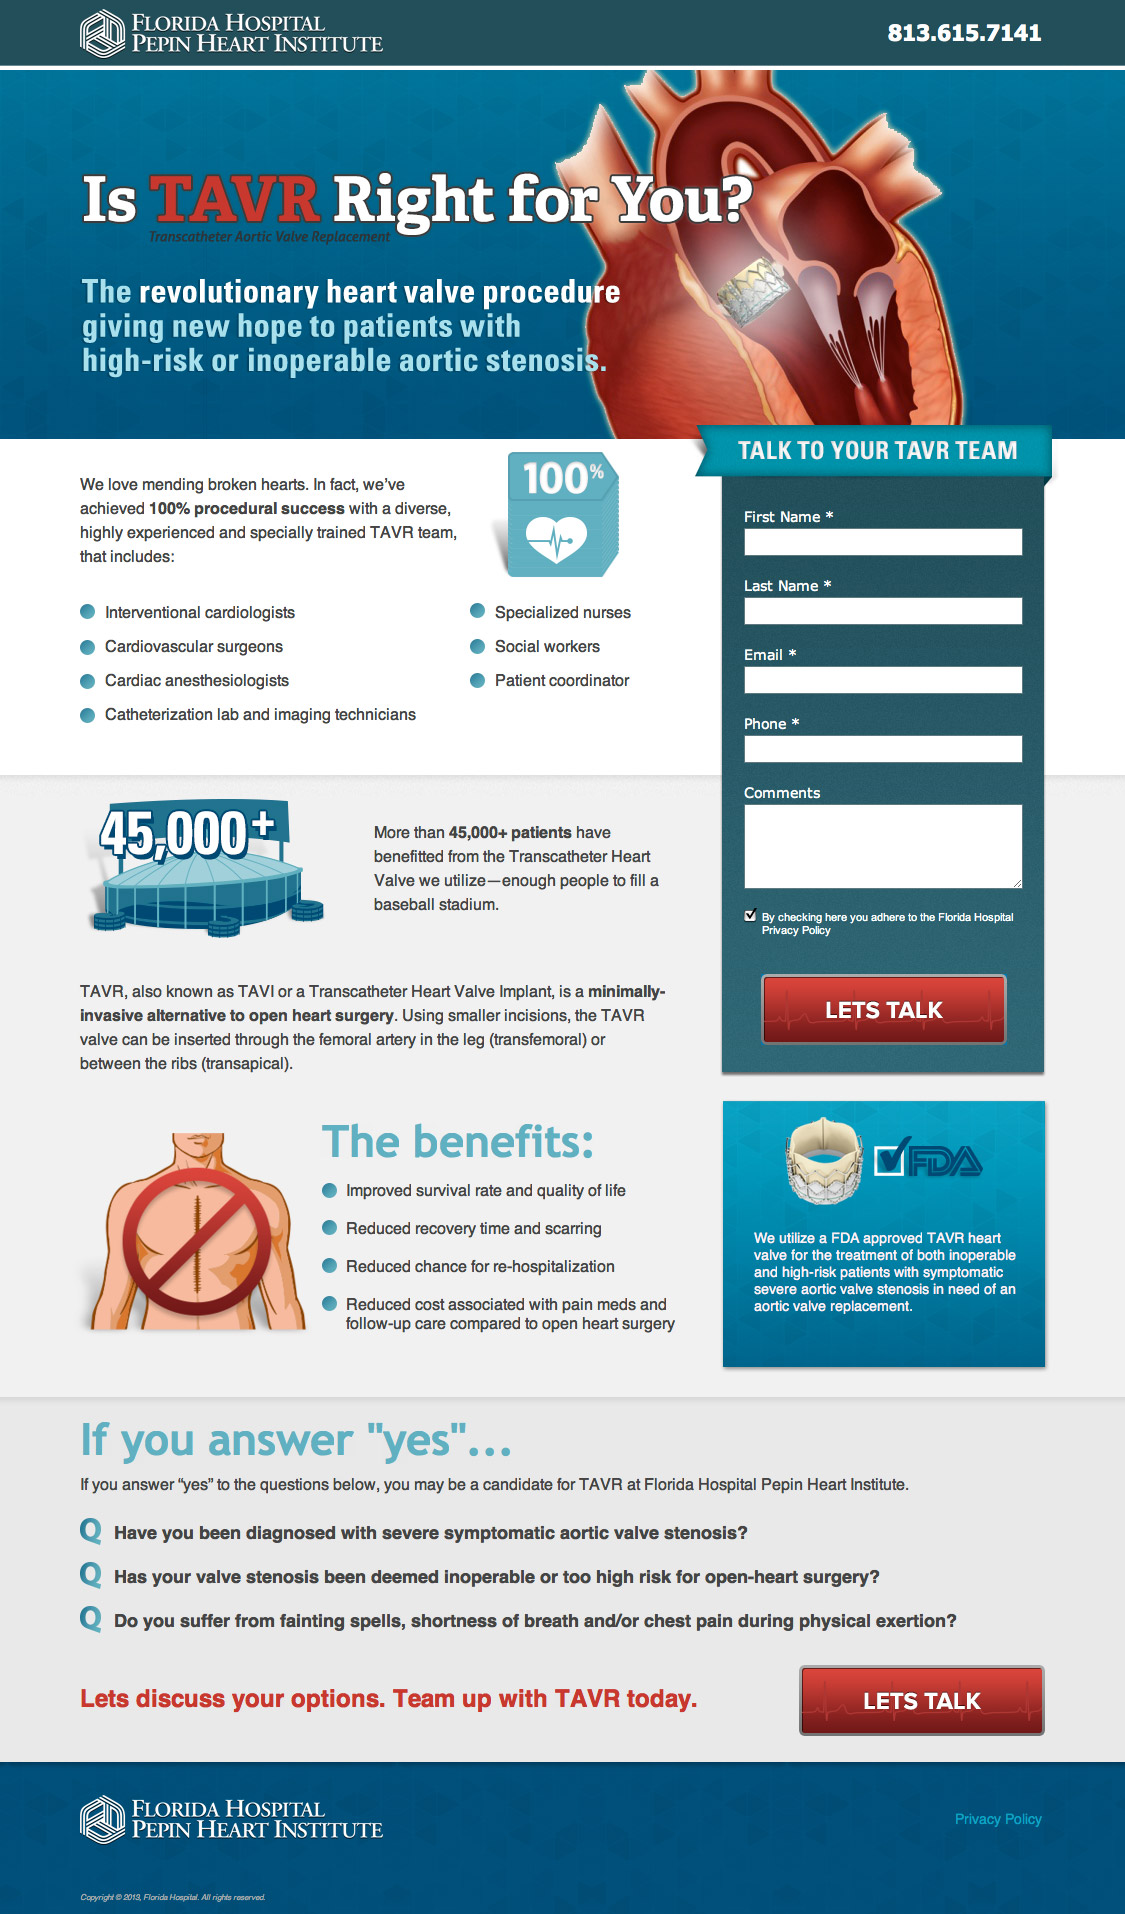 FLORIDA HOSPITAL
PEPIN HEART INSTITUTE
813.615.7141
Is TAVR Right for You?
Transcatheter Aortic Valve Replacement
The revolutionary heart valve procedure
giving new hope to patients with
high-risk or inoperable aortic stenosis.
We love mending broken hearts. In fact, we've
achieved 100% procedural success with a diverse,
highly experienced and specially trained TAVR team,
that includes:
100%
Interventional cardiologists
Cardiovascular surgeons
Cardiac anesthesiologists
Catheterization lab and imaging technicians
Specialized nurses
Social workers
Patient coordinator
TALK TO YOUR TAVR TEAM
First Name *
Last Name *
Email *
Phone *
Comments
By checking here you adhere to the Florida Hospital
Privacy Policy
LETS TALK
45,000+
More than 45,000+ patients have
benefitted from the Transcatheter Heart
Valve we utilize—enough people to fill a
baseball stadium.
TAVR, also known as TAVI or a Transcatheter Heart Valve Implant, is a minimally-
invasive alternative to open heart surgery. Using smaller incisions, the TAVR
valve can be inserted through the femoral artery in the leg (transfemoral) or
between the ribs (transapical).
The benefits:
Improved survival rate and quality of life
Reduced recovery time and scarring
Reduced chance for re-hospitalization
Reduced cost associated with pain meds and
follow-up care compared to open heart surgery
FDA
We utilize a FDA approved TAVR heart
valve for the treatment of both inoperable
and high-risk patients with symptomatic
severe aortic valve stenosis in need of an
aortic valve replacement.
If you answer "yes"...
If you answer “yes” to the questions below, you may be a candidate for TAVR at Florida Hospital Pepin Heart Institute.
Q Have you been diagnosed with severe symptomatic aortic valve stenosis?
Q Has your valve stenosis been deemed inoperable or too high risk for open-heart surgery?
Q Do you suffer from fainting spells, shortness of breath and/or chest pain during physical exertion?
Lets discuss your options. Team up with TAVR today.
LETS TALK
FLORIDA HOSPITAL
PEPIN HEART INSTITUTE
Privacy Policy
Copyright © 2013, Florida Hospital. All rights reserved.